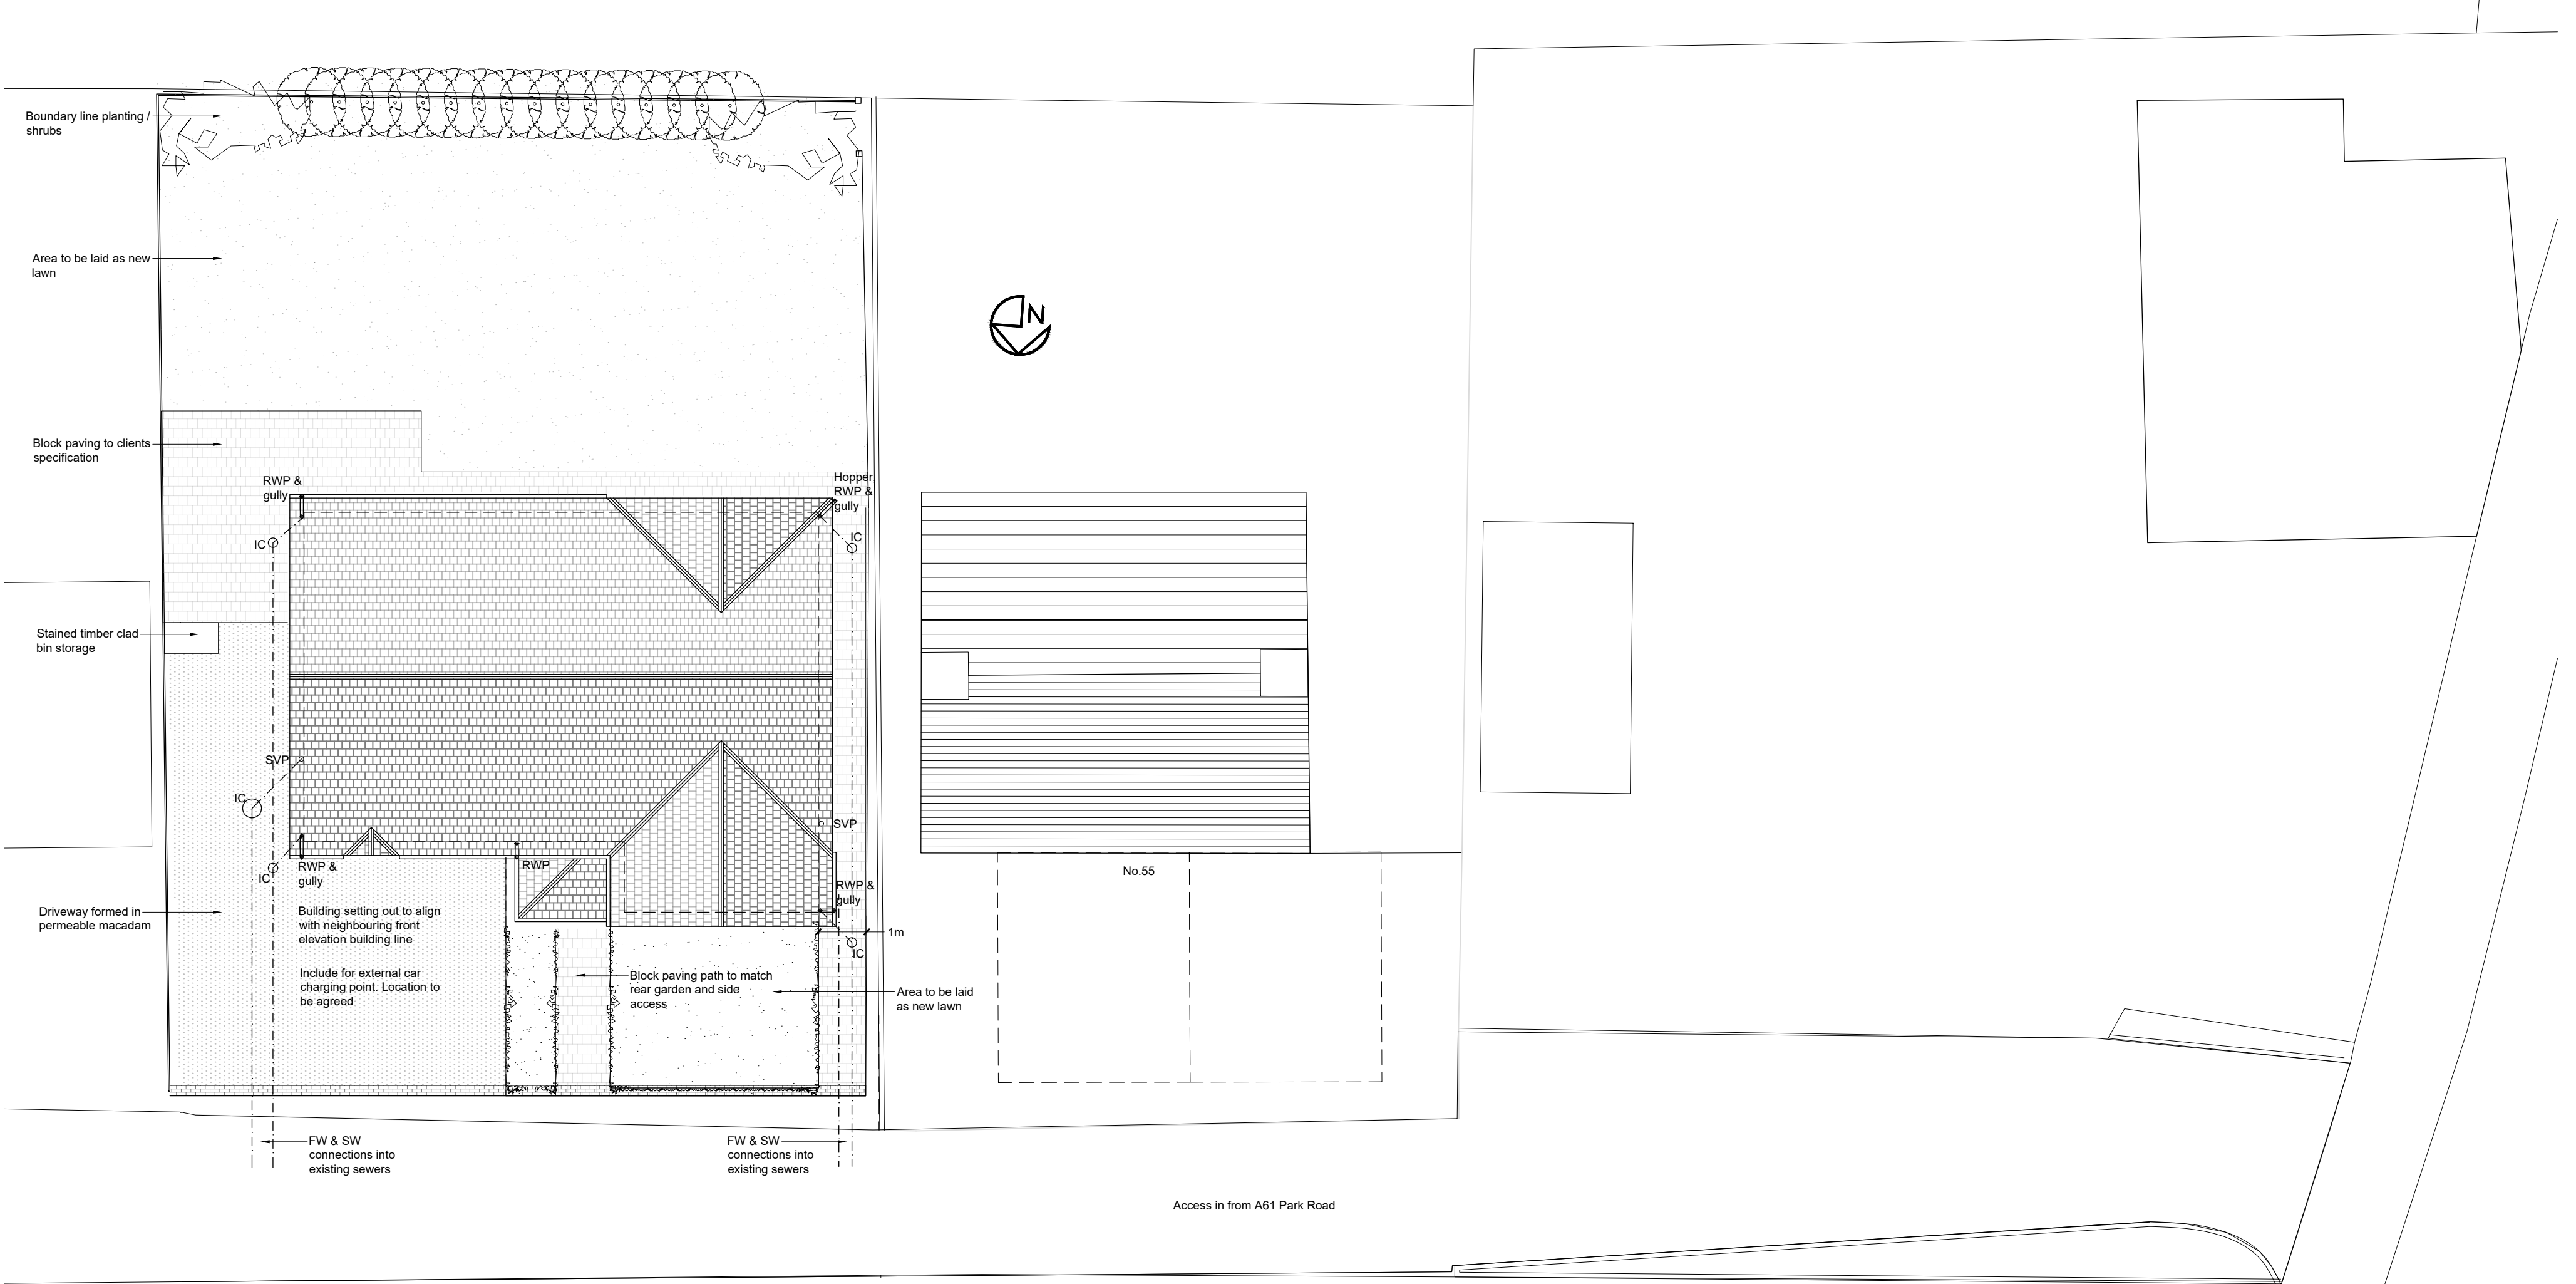 Boundary line planting /
shrubs
Area to be laid as new
lawn
N
Block paving to clients
specification
RWP &
gully
Hopper,
RWP &
gully
IC
IC
Stained timber clad
bin storage
SVP
IC
SVP
RWP &
gully
IC
RWP
No.55
RWP &
gully
Driveway formed in
permeable macadam
Building setting out to align
with neighbouring front
elevation building line
1m
IC
Include for external car
charging point. Location to
be agreed
Block paving path to match
rear garden and side
access
Area to be laid
as new lawn
FW & SW
connections into
existing sewers
FW & SW
connections into
existing sewers
Access in from A61 Park Road